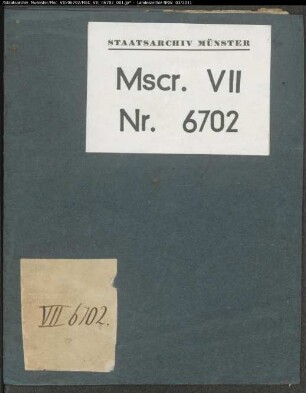 STAATSARCHIV MÜNSTER
Mscr. VII
Nr. 6702
VII 6702.